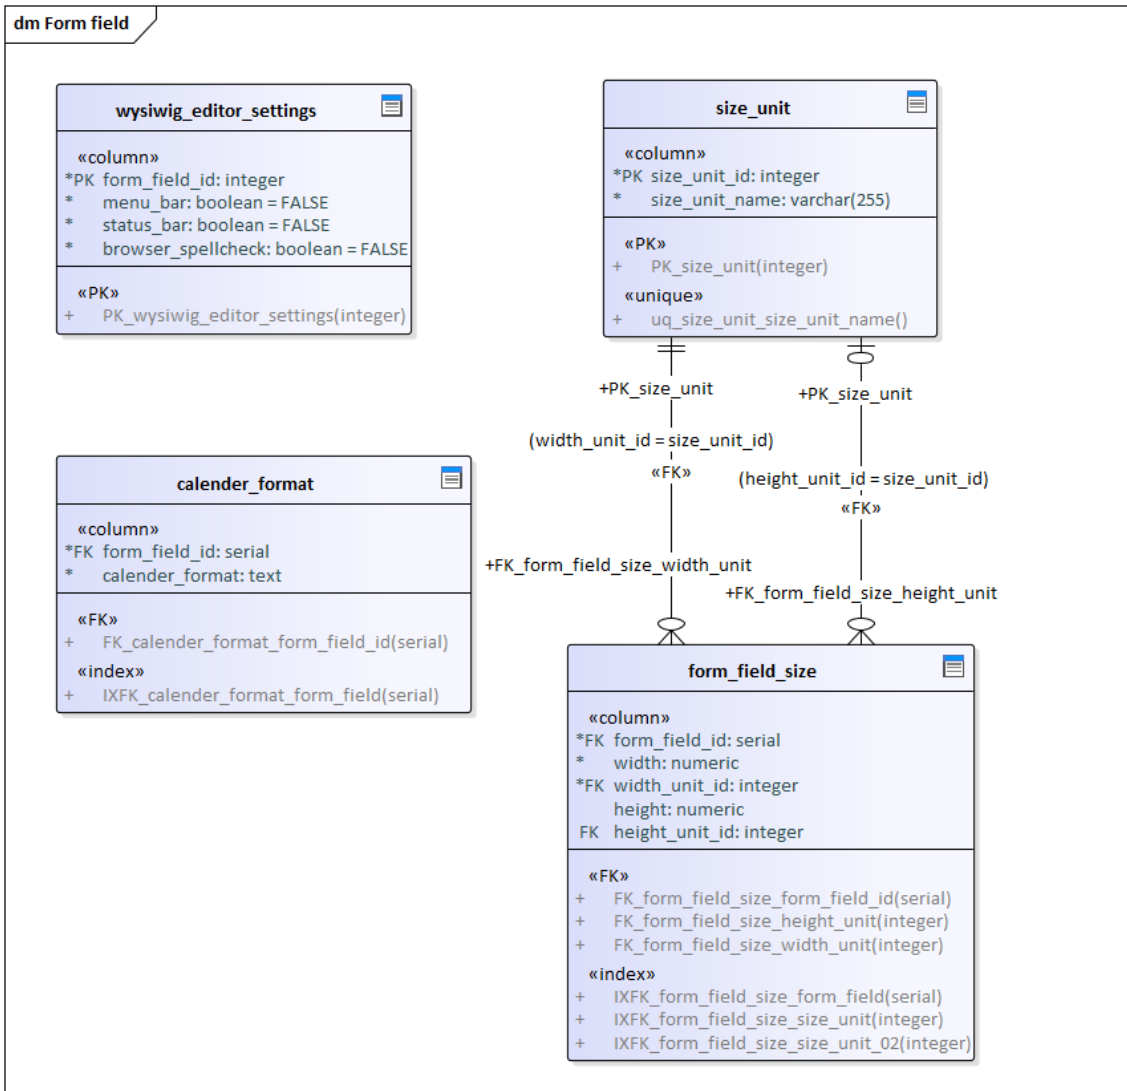 dm Form field
wysiwig_editor_settings
«column»
*PK form_field_id: integer
* menu_bar: boolean = FALSE
* status_bar: boolean = FALSE
* browser_spellcheck: boolean = FALSE
«PK»
+ PK_wysiwig_editor_settings(integer)
size_unit
«column»
*PK size_unit_id: integer
* size_unit_name: varchar(255)
«PK»
+ PK_size_unit(integer)
«unique»
+ uq_size_unit_size_unit_name()
+PK_size_unit
+PK_size_unit
(width_unit_id = size_unit_id)
«FK»
(height_unit_id = size_unit_id)
«FK»
+FK_form_field_size_width_unit
+FK_form_field_size_height_unit
calender_format
«column»
*FK form_field_id: serial
* calender_format: text
«FK»
+ FK_calender_format_form_field_id(serial)
«index»
+ IXFK_calender_format_form_field(serial)
form_field_size
«column»
*FK form_field_id: serial
* width: numeric
*FK width_unit_id: integer
height: numeric
FK height_unit_id: integer
«FK»
+ FK_form_field_size_form_field_id(serial)
+ FK_form_field_size_height_unit(integer)
+ FK_form_field_size_width_unit(integer)
«index»
+ IXFK_form_field_size_form_field(serial)
+ IXFK_form_field_size_size_unit(integer)
+ IXFK_form_field_size_size_unit_02(integer)